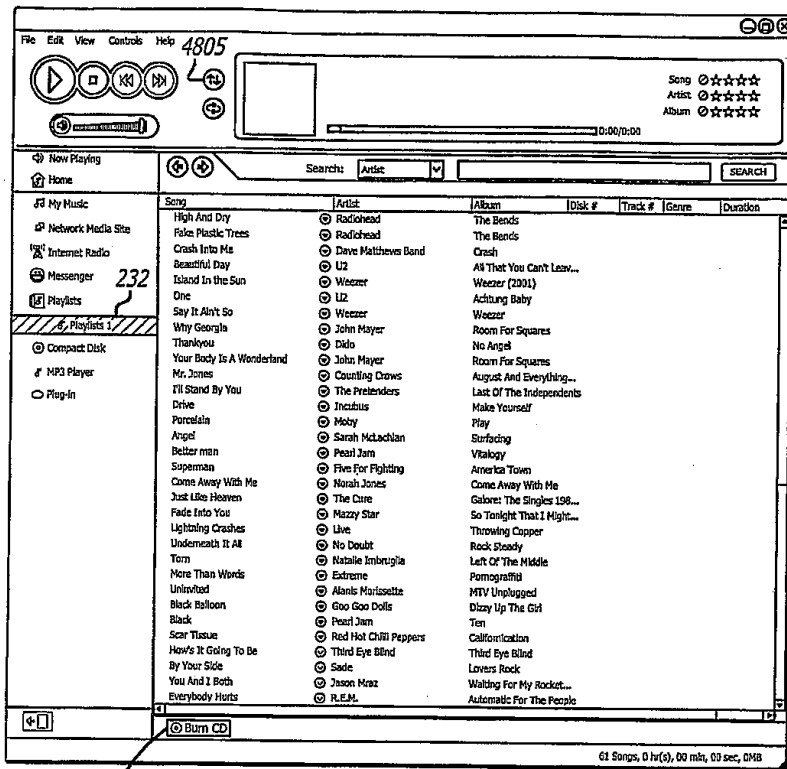 File Edit View Controls Help 4805
Song
Artist
Album
0:00/0:00
Now Playing
Home
Search: Artist SEARCH
My Music
Network Media Site
Internet Radio
Messenger 232
Playlists
Playlists 1
Compact Disk
MP3 Player
Plug-in
Song Artist Album Disk # Track # Genre Duration
High And Dry Radiohead The Bends
Fake Plastic Trees Radiohead The Bends
Crash Into Me Dave Matthews Band Crash
Beautiful Day U2 All That You Can't Leav...
Island In the Sun Weezer Weezer (2001)
One U2 Achtung Baby
Say It Ain't So Weezer Weezer
Why Georgia John Mayer Room For Squares
Thankyou Dido No Angel
Your Body Is A Wonderland John Mayer Room For Squares
Mr. Jones Counting Crows August And Everything...
I'll Stand By You The Pretenders Last Of The Independents
Drive Incubus Make Yourself
Porcelain Moby Play
Angel Sarah McLachlan Surfacing
Better man Pearl Jam Vitalogy
Superman Five For Fighting America Town
Come Away With Me Norah Jones Come Away With Me
Just Like Heaven The Cure Galore: The Singles 198...
Fade Into You Mazzy Star So Tonight That I Might...
Lightning Crashes Live Throwing Copper
Underneath It All No Doubt Rock Steady
Torn Natalie Imbruglia Left Of The Middle
More Than Words Extreme Pornograffiti
Uninvited Alanis Morissette MTV Unplugged
Black Balloon Goo Goo Dolls Dizzy Up The Girl
Black Pearl Jam Ten
Scar Tissue Red Hot Chili Peppers Californication
How's It Going To Be Third Eye Blind Third Eye Blind
By Your Side Sade Lovers Rock
You And I Both Jason Mraz Waiting For My Rocket...
Everybody Hurts R.E.M. Automatic For The People
Burn CD
61 Songs, 0 hr(s), 00 min, 00 sec, 0MB